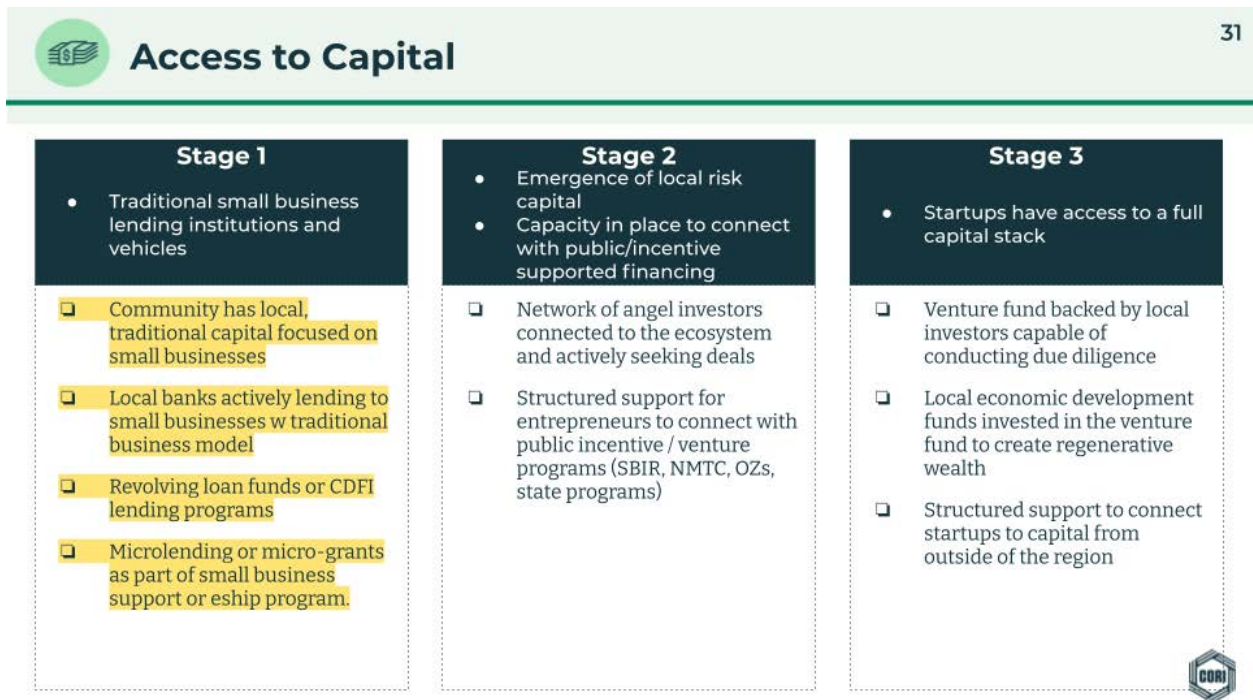 31
Access to Capital
Stage 1
● Traditional small business
lending institutions and
vehicles
❏ Community has local,
traditional capital focused on
small businesses
❏ Local banks actively lending to
small businesses w traditional
business model
❏ Revolving loan funds or CDFI
lending programs
❏ Microlending or micro-grants
as part of small business
support or eship program.
Stage 2
● Emergence of local risk
capital
● Capacity in place to connect
with public/incentive
supported financing
❏ Network of angel investors
connected to the ecosystem
and actively seeking deals
❏ Structured support for
entrepreneurs to connect with
public incentive / venture
programs (SBIR, NMTC, OZs,
state programs)
Stage 3
● Startups have access to a full
capital stack
❏ Venture fund backed by local
investors capable of
conducting due diligence
❏ Local economic development
funds invested in the venture
fund to create regenerative
wealth
❏ Structured support to connect
startups to capital from
outside of the region
CORI